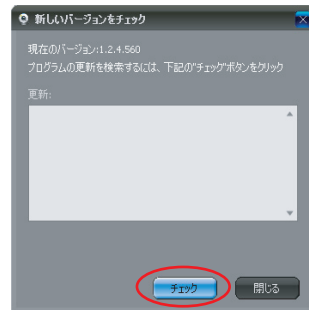 新しいバージョンをチェック
現在のバージョン:1.2.4.560
プログラムの更新を検索するには、下記の"チェック"ボタンをクリック
更新:
チェック
閉じる